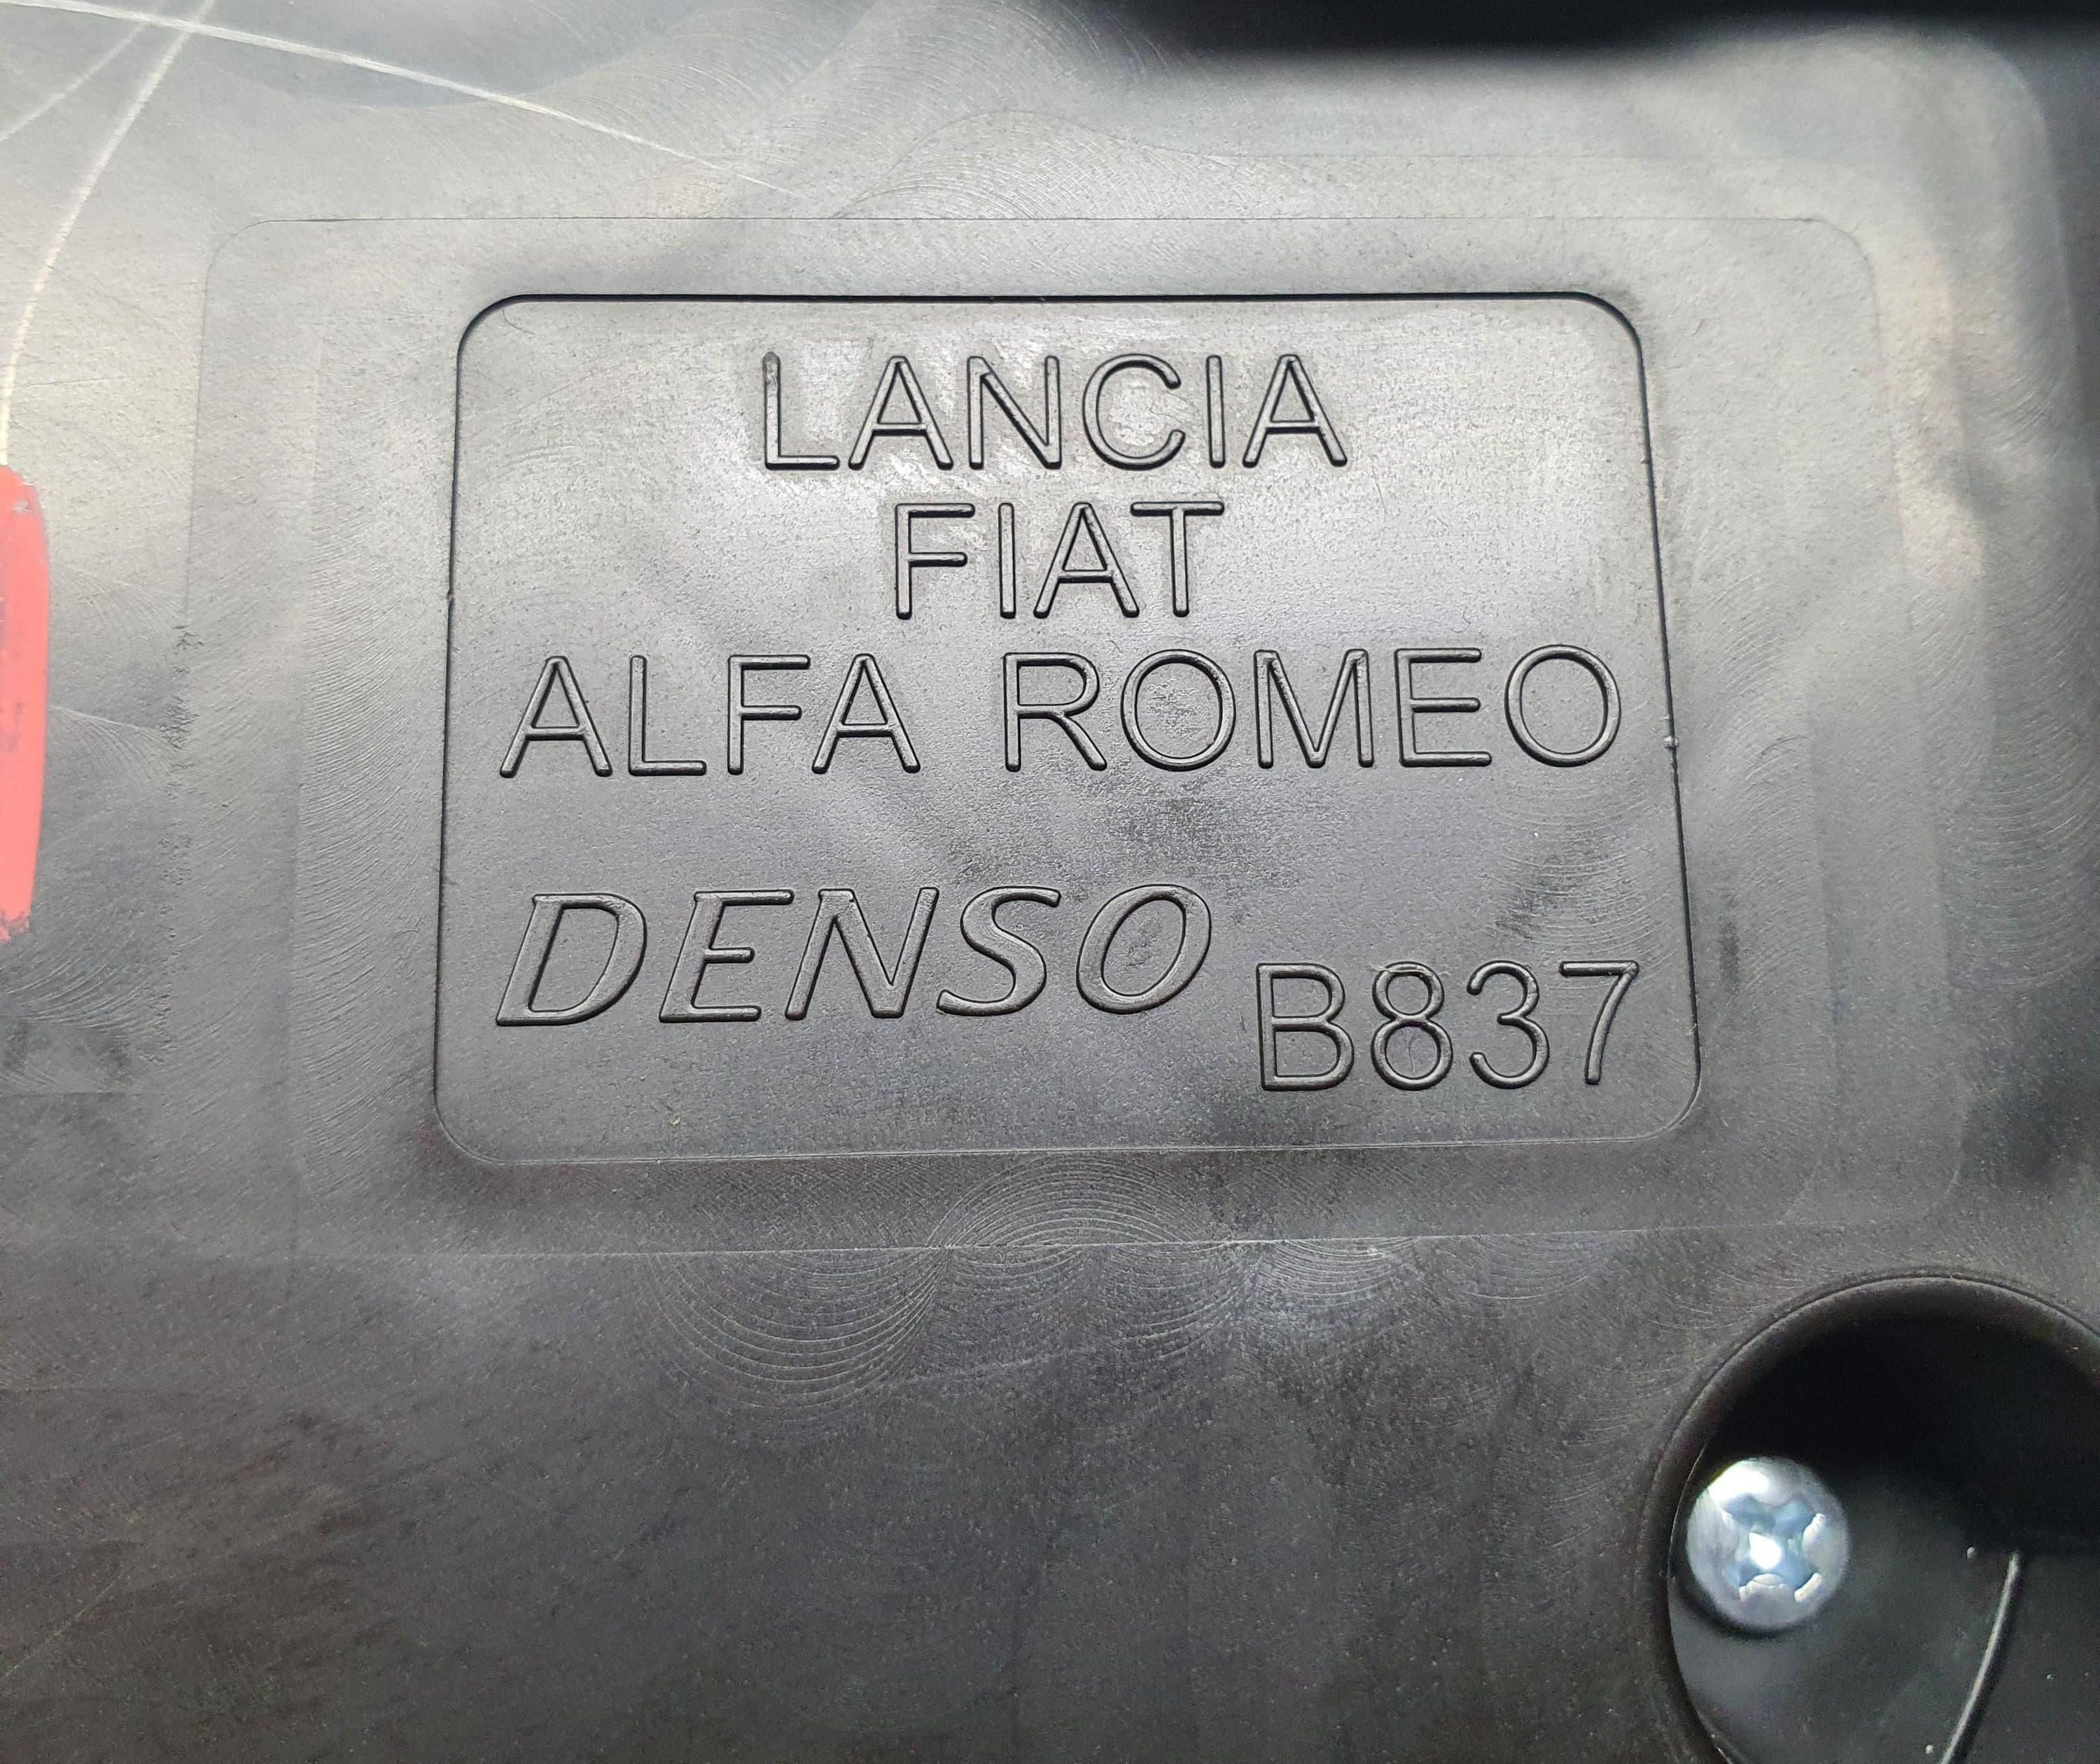 LANCIA
FIAT
ALFA ROMEO
DENSO B837